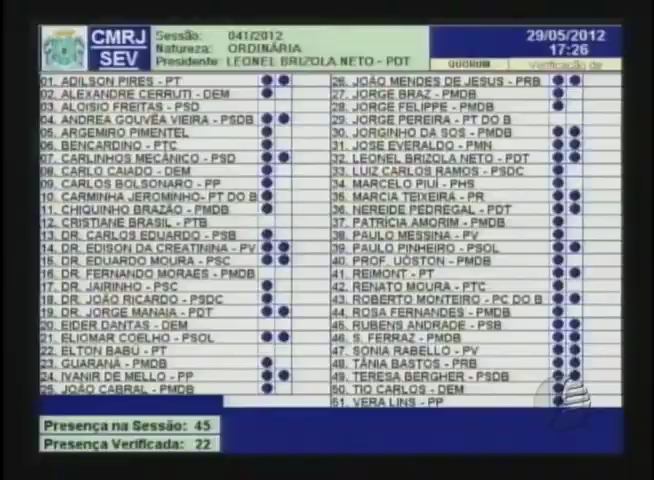 CMRJ
SEV
Sessão: 041/2012
Natureza: ORDINÁRIA
Presidente: LEONEL BRIZOLA NETO - PDT
29/05/2012
17:26
QUORUM Verificação de
01. ADILSON PIRES - PT
02. ALEXANDRE CERRUTI - DEM
03. ALOISIO FREITAS - PSD
04. ANDREA GOUVÊA VIEIRA - PSDB
05. ARGEMIRO PIMENTEL
06. BENCARDINO - PTC
07. CARLINHOS MECÂNICO - PSD
08. CARLO CAIADO - DEM
09. CARLOS BOLSONARO - PP
10. CARMINHA JEROMINHO- PT DO B
11. CHIQUINHO BRAZÃO - PMDB
12. CRISTIANE BRASIL - PTB
13. DR. CARLOS EDUARDO - PSB
14. DR. EDISON DA CREATININA - PV
15. DR. EDUARDO MOURA - PSC
16. DR. FERNANDO MORAES - PMDB
17. DR. JAIRINHO - PSC
18. DR. JOÃO RICARDO - PSDC
19. DR. JORGE MANAIA - PDT
20. EIDER DANTAS - DEM
21. ELIOMAR COELHO - PSOL
22. ELTON BABÚ - PT
23. GUARANÁ - PMDB
24. IVANIR DE MELLO - PP
25. JOÃO CABRAL - PMDB
26. JOÃO MENDES DE JESUS - PRB
27. JORGE BRAZ - PMDB
28. JORGE FELIPPE - PMDB
29. JORGE PEREIRA - PT DO B
30. JORGINHO DA SOS - PMDB
31. JOSE EVERALDO - PMN
32. LEONEL BRIZOLA NETO - PDT
33. LUIZ CARLOS RAMOS - PSDC
34. MARCELO PIUÍ - PHS
35. MARCIA TEIXEIRA - PR
36. NEREIDE PEDREGAL - PDT
37. PATRÍCIA AMORIM - PMDB
38. PAULO MESSINA - PV
39. PAULO PINHEIRO - PSOL
40. PROF. UÓSTON - PMDB
41. REIMONT - PT
42. RENATO MOURA - PTC
43. ROBERTO MONTEIRO - PC DO B
44. ROSA FERNANDES - PMDB
45. RUBENS ANDRADE - PSB
46. S. FERRAZ - PMDB
47. SONIA RABELLO - PV
48. TÂNIA BASTOS - PRB
49. TERESA BERGHER - PSDB
50. TIO CARLOS - DEM
51. VERA LINS - PP
Presença na Sessão: 45
Presença Verificada: 22